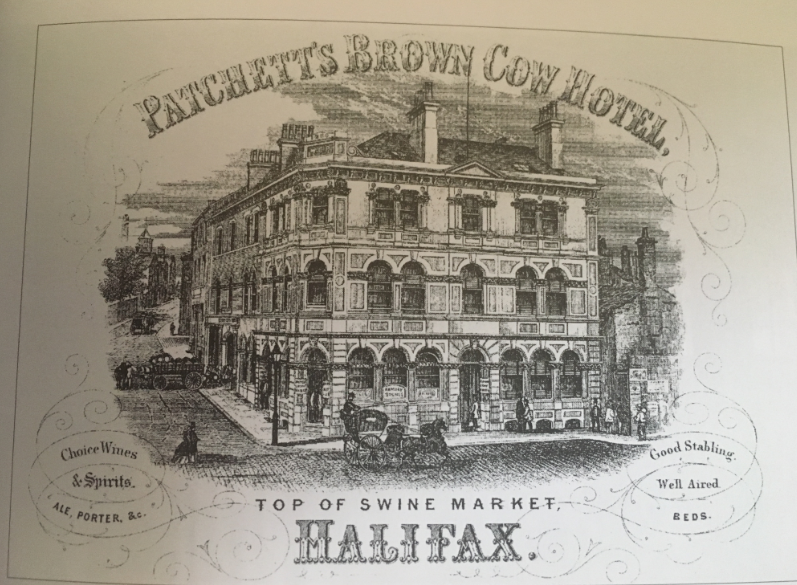 PATCHETT'S BROWN COW HOTEL,
Choice Wines
& Spirits.
ALE, PORTER, &c.
Good Stabling.
Well Aired
BEDS.
TOP OF SWINE MARKET,
HALIFAX.